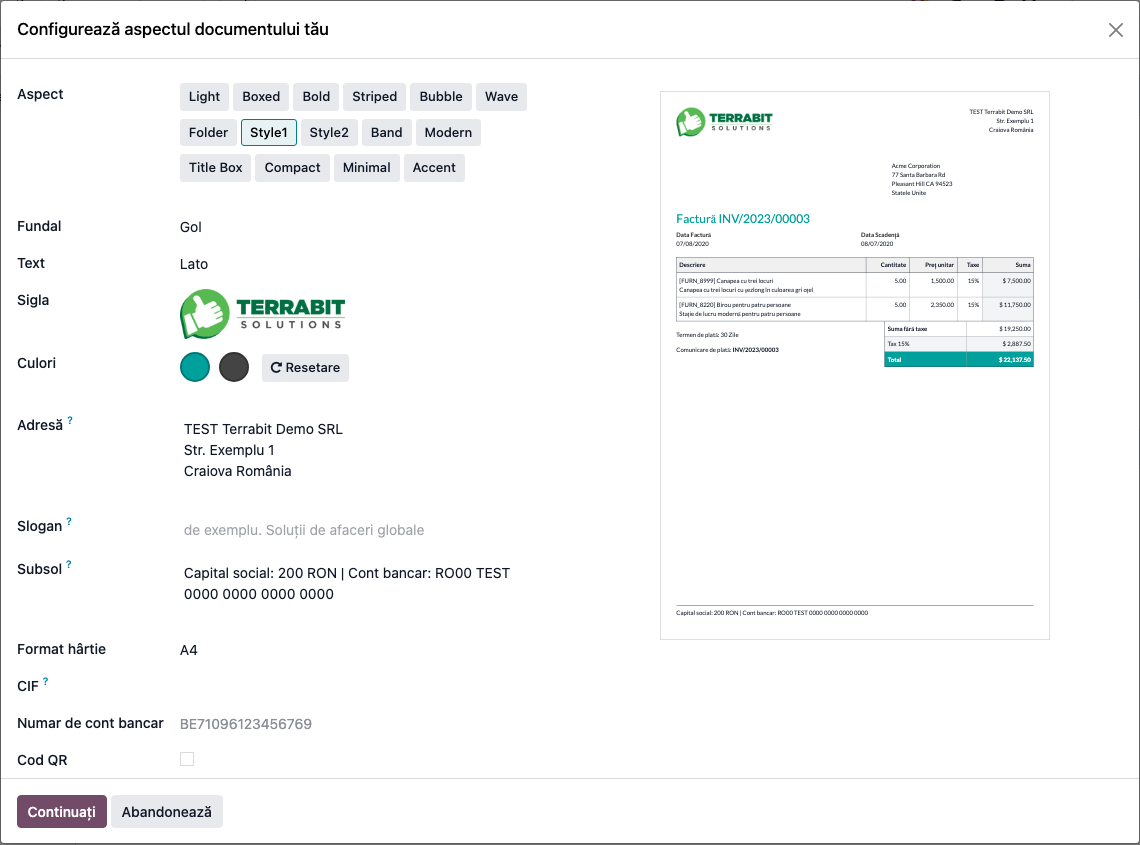 Configurează aspectul documentului tău
Aspect
Light Boxed Bold Striped Bubble Wave
Folder Style1 Style2 Band Modern
Title Box Compact Minimal Accent
Fundal Gol
Text Lato
Sigla TERRABIT
SOLUTIONS
Culori Resetare
Adresă ? TEST Terrabit Demo SRL
Str. Exemplu 1
Craiova România
Slogan ? de exemplu. Soluții de afaceri globale
Subsol ? Capital social: 200 RON | Cont bancar: RO00 TEST
0000 0000 0000 0000
Format hârtie A4
CIF ?
Numar de cont bancar BE71096123456769
Cod QR
Continuați Abandonează
TERRABIT
SOLUTIONS
TEST Terrabit Demo SRL
Str. Exemplu 1
Craiova România
Acme Corporation
77 Santa Barbara Rd
Pleasant Hill CA 94523
Statele Unite
Factură INV/2023/00003
Data Factură Data Scadență
07/08/2020 08/07/2020
Descriere Cantitate Preț unitar Taxe Suma
[FURN_8999] Canapea cu trei locuri 5.00 1,500.00 15% $ 7,500.00
Canapea cu trei locuri cu șezlong în culoarea gri oțel
[FURN_8220] Birou pentru patru persoane 5.00 2,350.00 15% $ 11,750.00
Stație de lucru modernă pentru patru persoane
Suma fără taxe $ 19,250.00
Termen de plată: 30 Zile
Tax 15% $ 2,887.50
Comunicare de plată: INV/2023/00003
Total $ 22,137.50
Capital social: 200 RON | Cont bancar: RO00 TEST 0000 0000 0000 0000